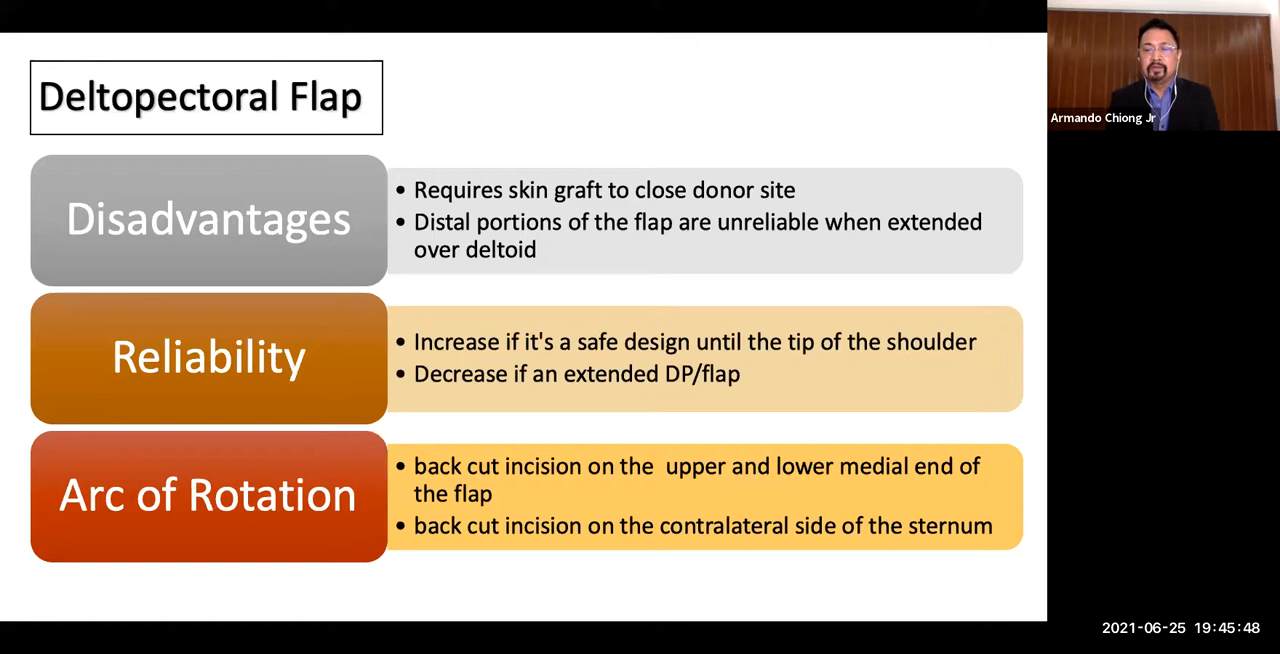 Deltopectoral Flap
Disadvantages
• Requires skin graft to close donor site
• Distal portions of the flap are unreliable when extended
over deltoid
Reliability
• Increase if it's a safe design until the tip of the shoulder
• Decrease if an extended DP/flap
Arc of Rotation
• back cut incision on the  upper and lower medial end of
the flap
• back cut incision on the contralateral side of the sternum
Armando Chiong Jr
2021-06-25 19:45:48